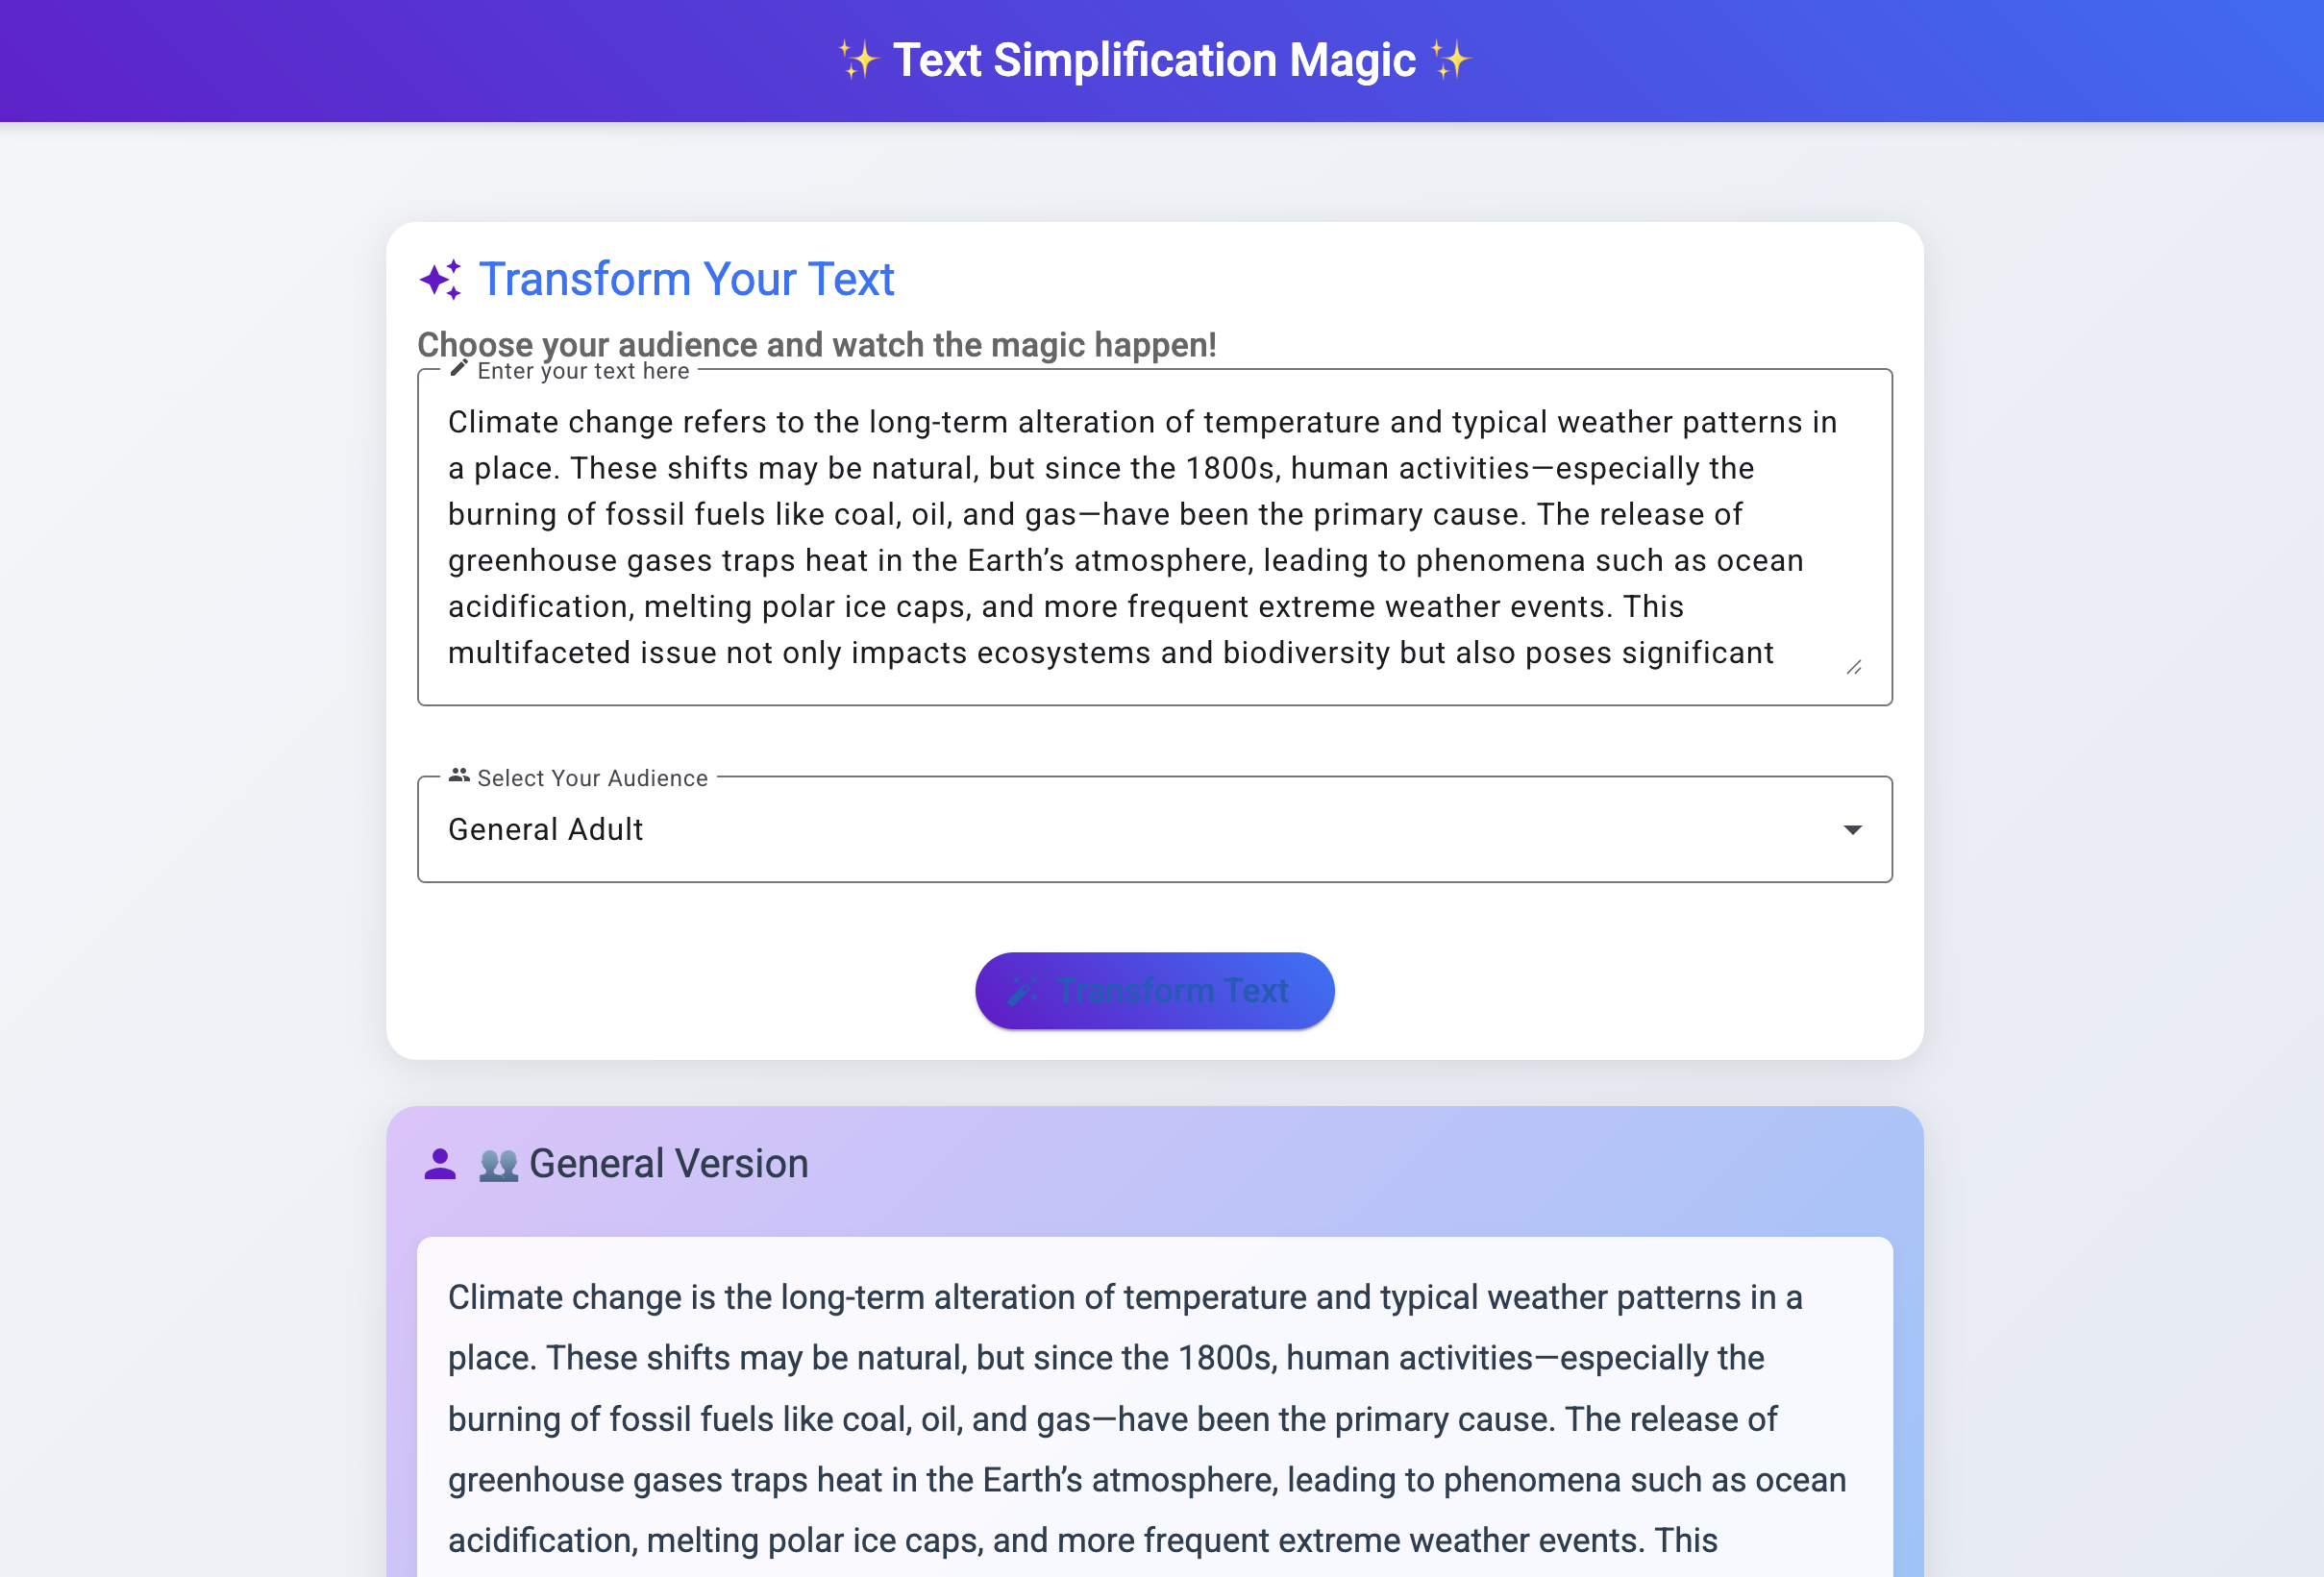 ✨ Text Simplification Magic ✨
Transform Your Text
Choose your audience and watch the magic happen!
Enter your text here
Climate change refers to the long-term alteration of temperature and typical weather patterns in
a place. These shifts may be natural, but since the 1800s, human activities—especially the
burning of fossil fuels like coal, oil, and gas—have been the primary cause. The release of
greenhouse gases traps heat in the Earth’s atmosphere, leading to phenomena such as ocean
acidification, melting polar ice caps, and more frequent extreme weather events. This
multifaceted issue not only impacts ecosystems and biodiversity but also poses significant
Select Your Audience
General Adult
Transform Text
👥 General Version
Climate change is the long-term alteration of temperature and typical weather patterns in a
place. These shifts may be natural, but since the 1800s, human activities—especially the
burning of fossil fuels like coal, oil, and gas—have been the primary cause. The release of
greenhouse gases traps heat in the Earth’s atmosphere, leading to phenomena such as ocean
acidification, melting polar ice caps, and more frequent extreme weather events. This